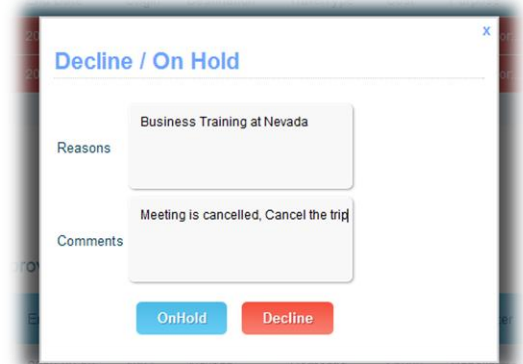 x
Decline / On Hold
Business Training at Nevada
Reasons
Meeting is cancelled, Cancel the trip
Comments
OnHold
Decline